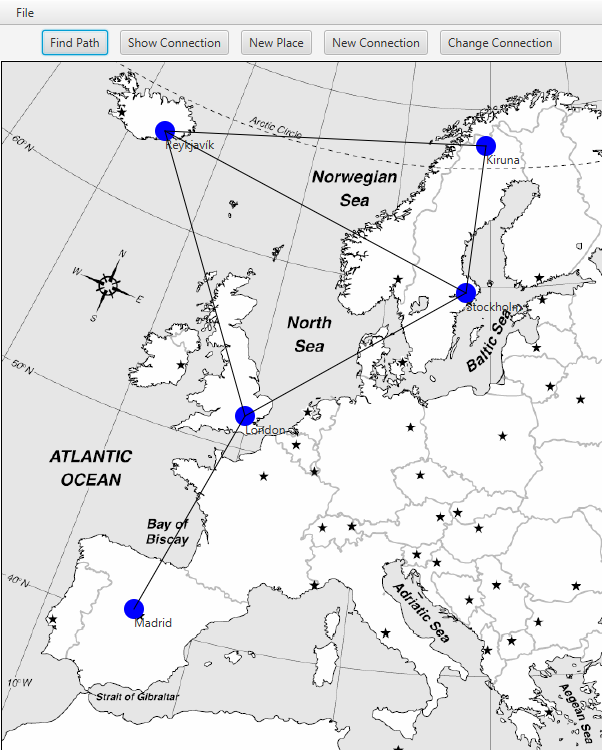 File
Find Path
Show Connection
New Place
New Connection
Change Connection
Arctic Circle
Reykjavik
Kiruna
60°N
Norwegian
Sea
N
W
E
S
Stockholm
North
Sea
Baltic Sea
50°N
London
ATLANTIC
OCEAN
Bay of
Biscay
40°N
Adriatic Sea
Madrid
10°W
Strait of Gibraltar
Aegean Sea